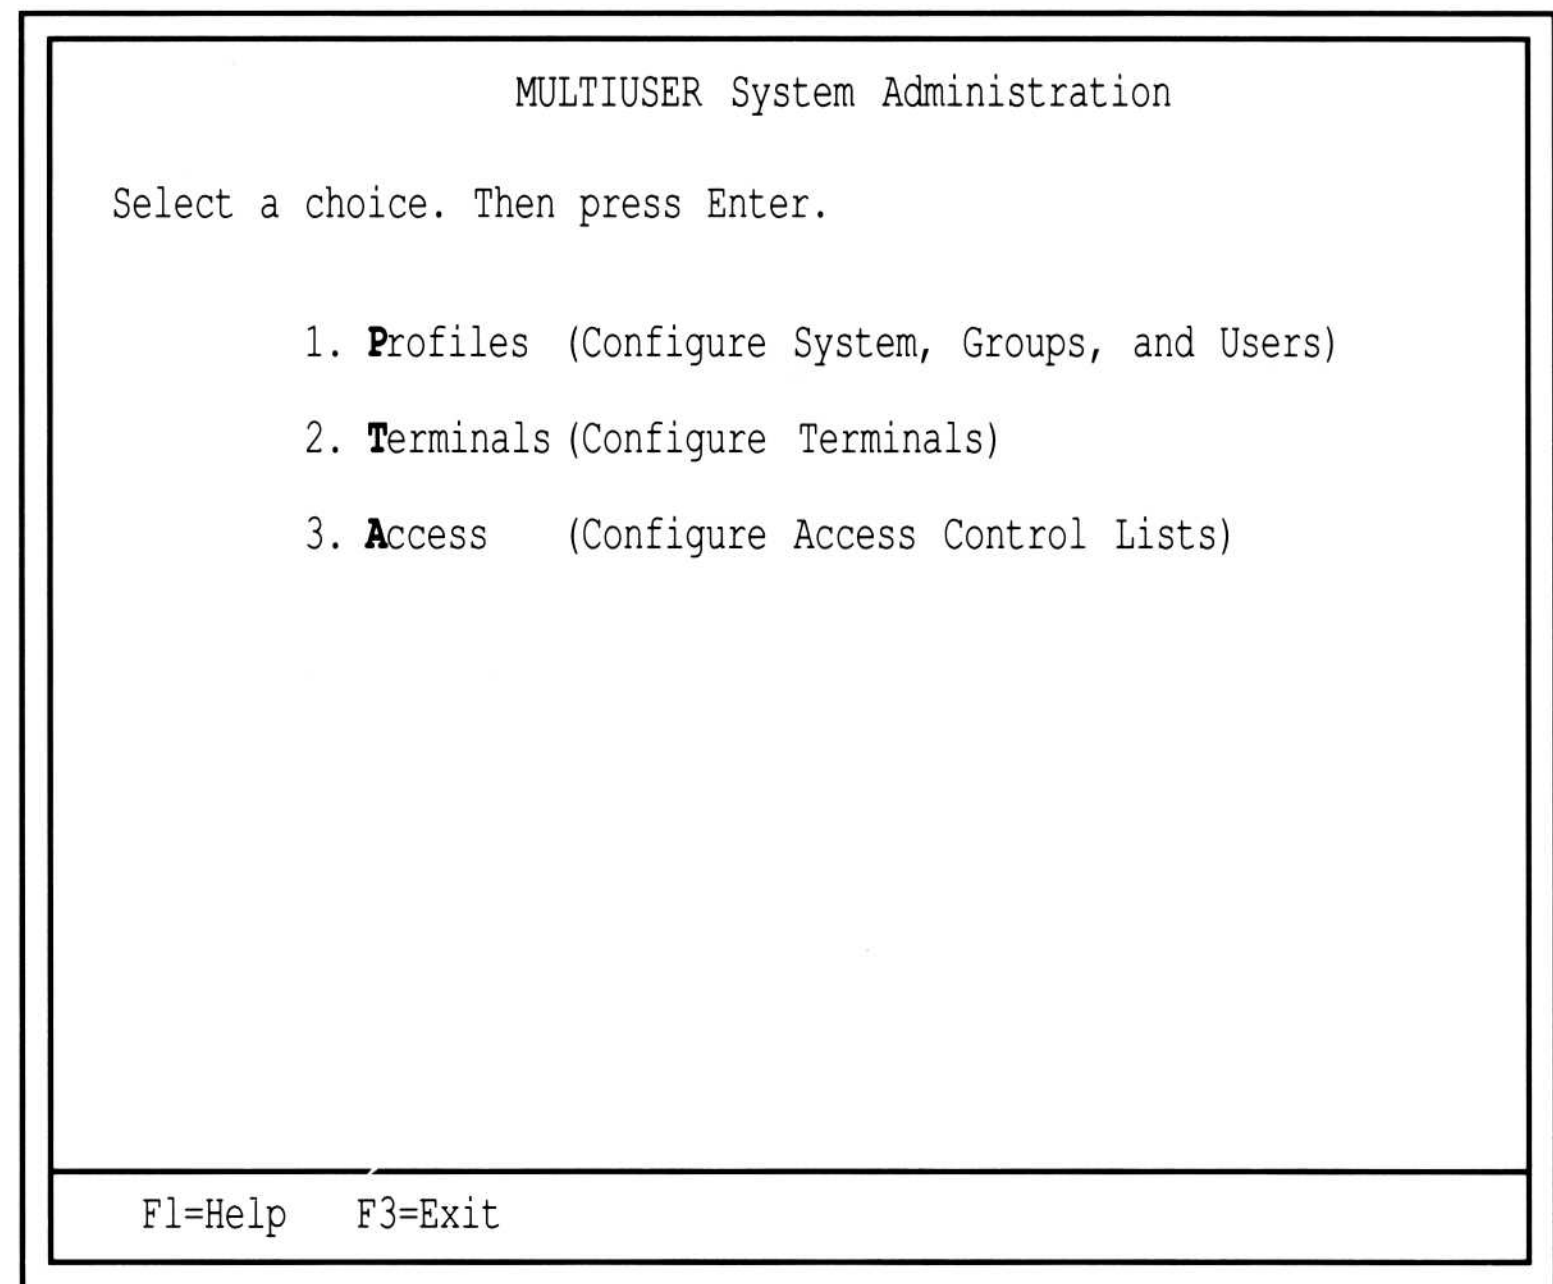 MULTIUSER System Administration
Select a choice. Then press Enter.
1. Profiles (Configure System, Groups, and Users)
2. Terminals (Configure Terminals)
3. Access (Configure Access Control Lists)
F1=Help F3=Exit